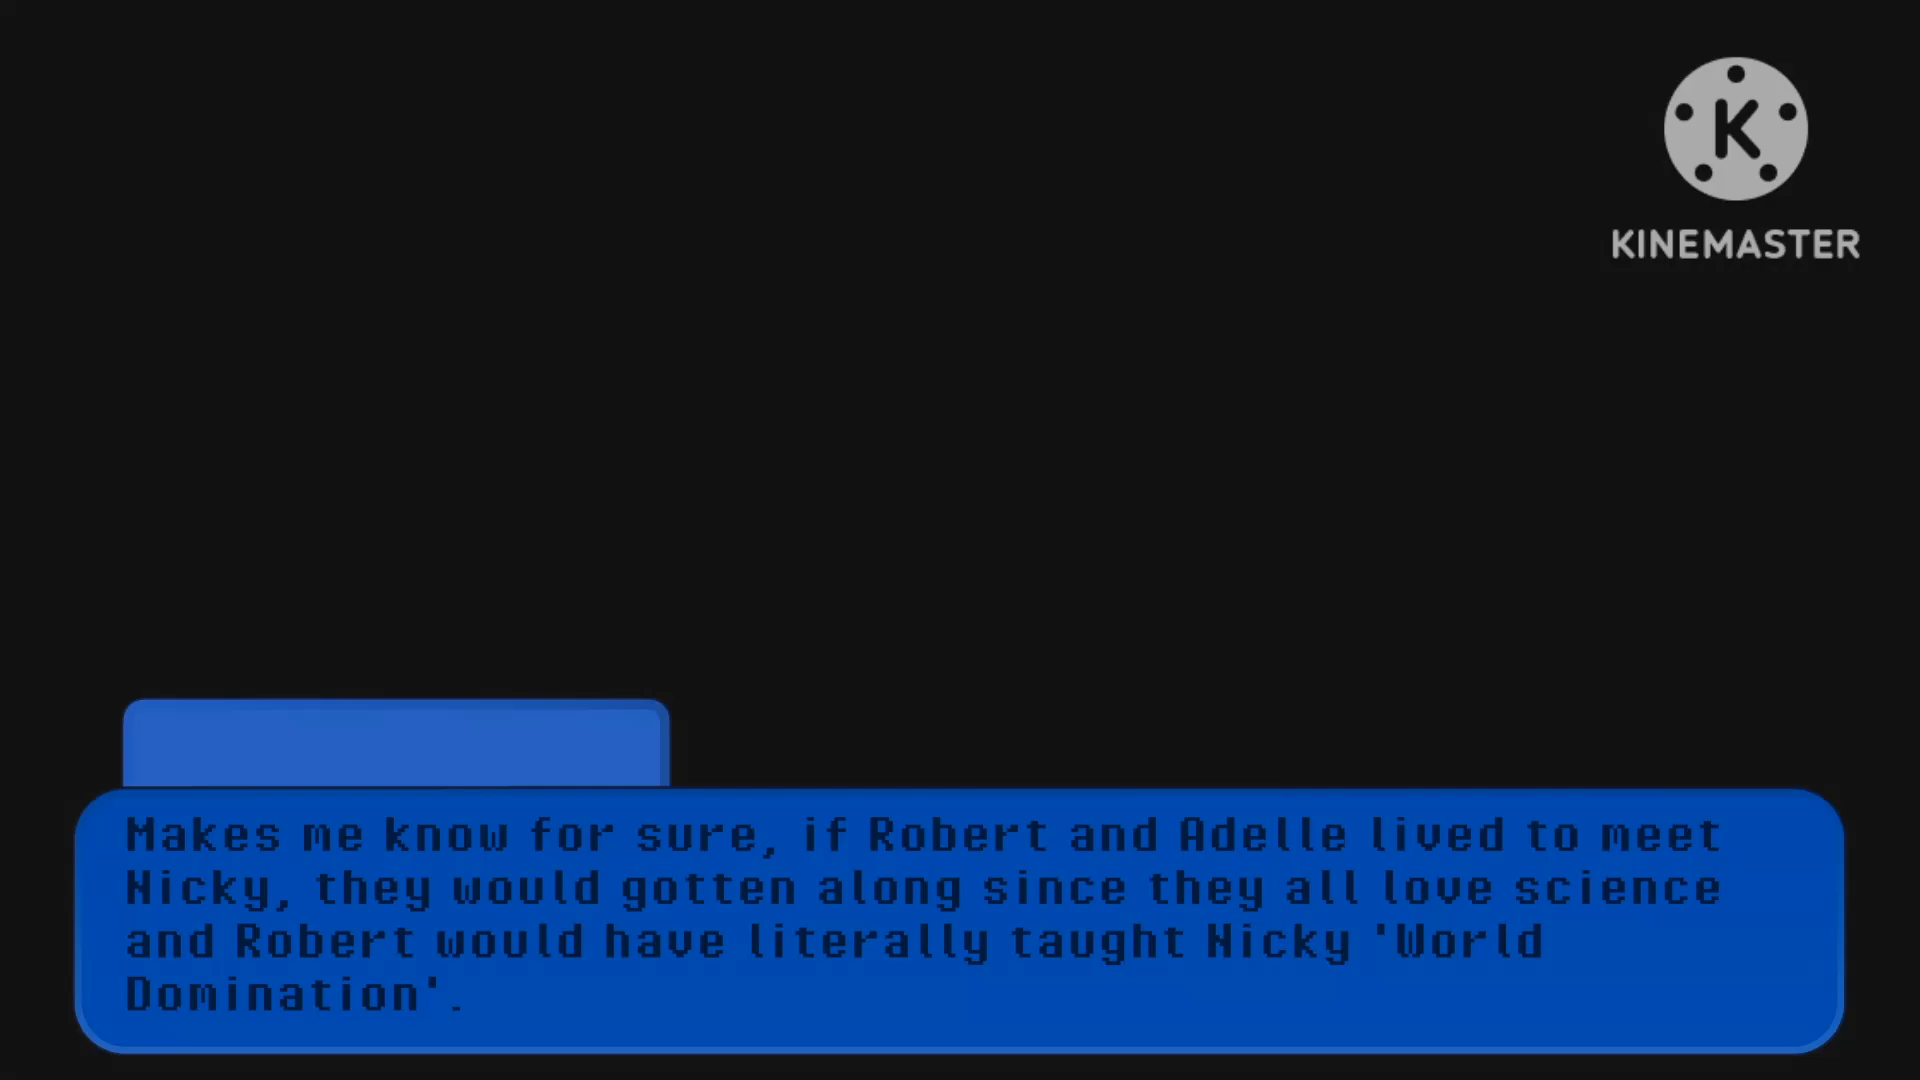 K
KINEMASTER
Makes me know for sure, if Robert and Adelle lived to meet
Nicky, they would gotten along since they all love science
and Robert would have literally taught Nicky 'World
Domination'.